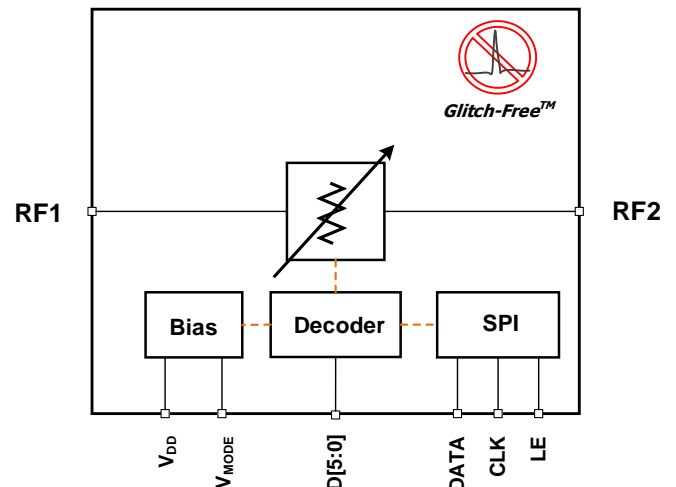 Glitch-Free™
RF1
RF2
Bias
Decoder
SPI
VDD
VMODE
D[5:0]
DATA
CLK
LE